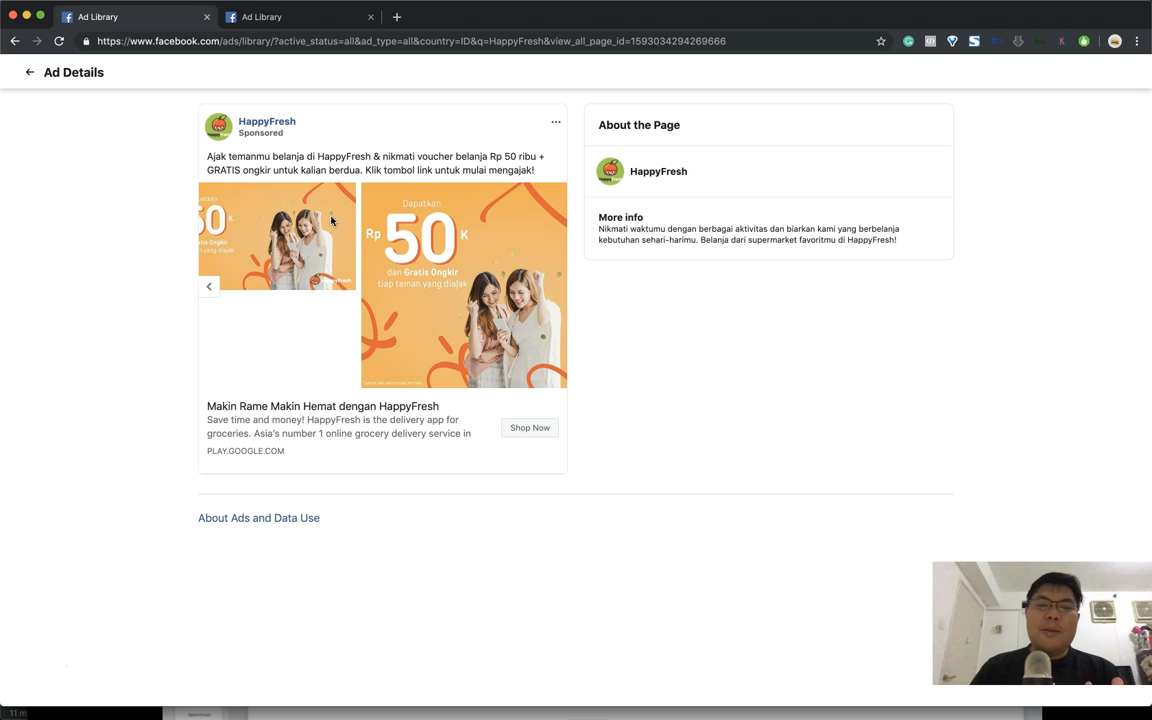 Ad Library
Ad Library
https://www.facebook.com/ads/library/?active_status=all&ad_type=all&country=ID&q=HappyFresh&view_all_page_id=1593034294269666
Ad Details
HappyFresh
Sponsored
Ajak temanmu belanja di HappyFresh & nikmati voucher belanja Rp 50 ribu +
GRATIS ongkir untuk kalian berdua. Klik tombol link untuk mulai mengajak!
50 K
Dapatkan
Rp 50 K
dan Gratis Ongkir
tiap teman yang diajak
Makin Rame Makin Hemat dengan HappyFresh
Save time and money! HappyFresh is the delivery app for
groceries. Asia's number 1 online grocery delivery service in
Shop Now
PLAY.GOOGLE.COM
About the Page
HappyFresh
More info
Nikmati waktumu dengan berbagai aktivitas dan biarkan kami yang berbelanja
kebutuhan sehari-harimu. Belanja dari supermarket favoritmu di HappyFresh!
About Ads and Data Use
11 m